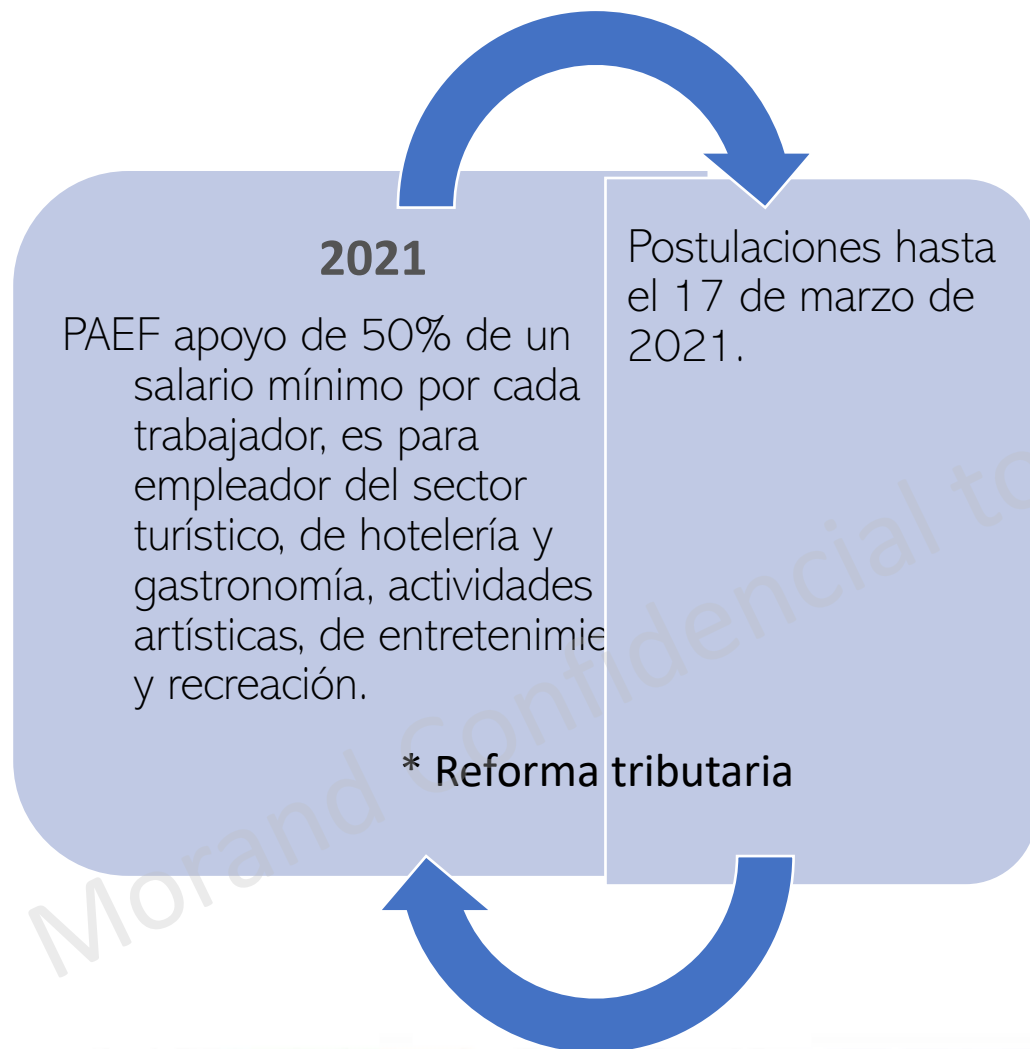 2021
PAEF apoyo de 50% de un
salario mínimo por cada
trabajador, es para
empleador del sector
turístico, de hotelería y
gastronomía, actividades
artísticas, de entretenimie
y recreación.
Postulaciones hasta
el 17 de marzo de
2021.
* Reforma tributaria
Morand Confidencial to